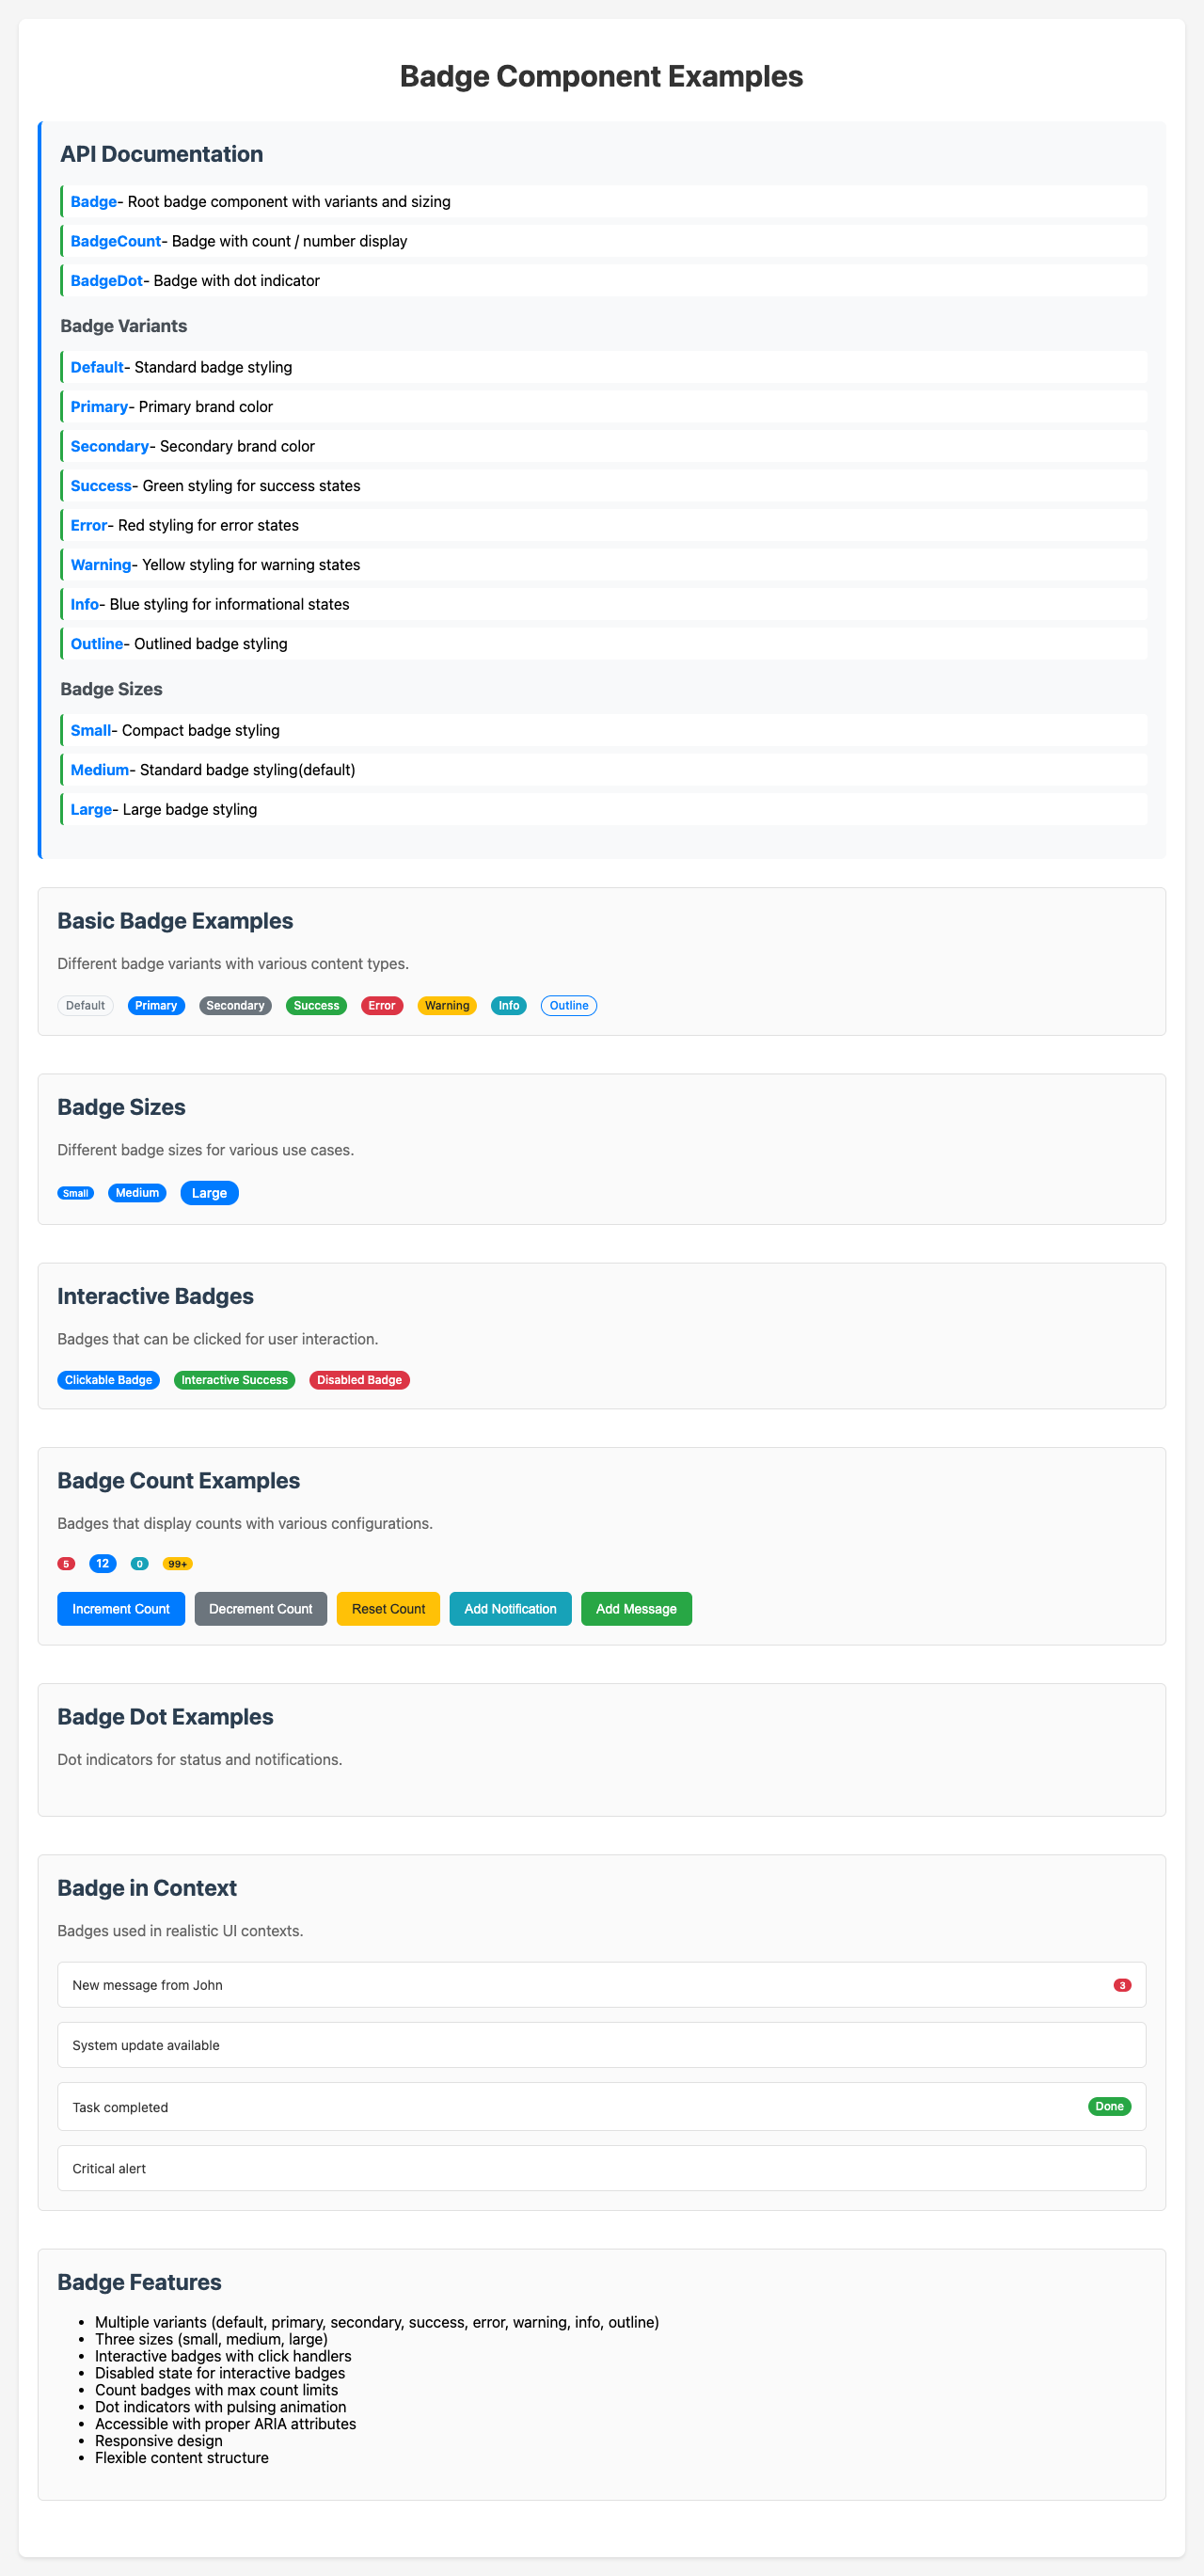 Badge Component Examples
API Documentation
Badge- Root badge component with variants and sizing
BadgeCount- Badge with count / number display
BadgeDot- Badge with dot indicator
Badge Variants
Default- Standard badge styling
Primary- Primary brand color
Secondary- Secondary brand color
Success- Green styling for success states
Error- Red styling for error states
Warning- Yellow styling for warning states
Info- Blue styling for informational states
Outline- Outlined badge styling
Badge Sizes
Small- Compact badge styling
Medium- Standard badge styling(default)
Large- Large badge styling
Basic Badge Examples
Different badge variants with various content types.
Default Primary Secondary Success Error Warning Info Outline
Badge Sizes
Different badge sizes for various use cases.
Small Medium Large
Interactive Badges
Badges that can be clicked for user interaction.
Clickable Badge Interactive Success Disabled Badge
Badge Count Examples
Badges that display counts with various configurations.
5 12 0 99+
Increment Count Decrement Count Reset Count Add Notification Add Message
Badge Dot Examples
Dot indicators for status and notifications.
Badge in Context
Badges used in realistic UI contexts.
New message from John 3
System update available
Task completed Done
Critical alert
Badge Features
• Multiple variants (default, primary, secondary, success, error, warning, info, outline)
• Three sizes (small, medium, large)
• Interactive badges with click handlers
• Disabled state for interactive badges
• Count badges with max count limits
• Dot indicators with pulsing animation
• Accessible with proper ARIA attributes
• Responsive design
• Flexible content structure